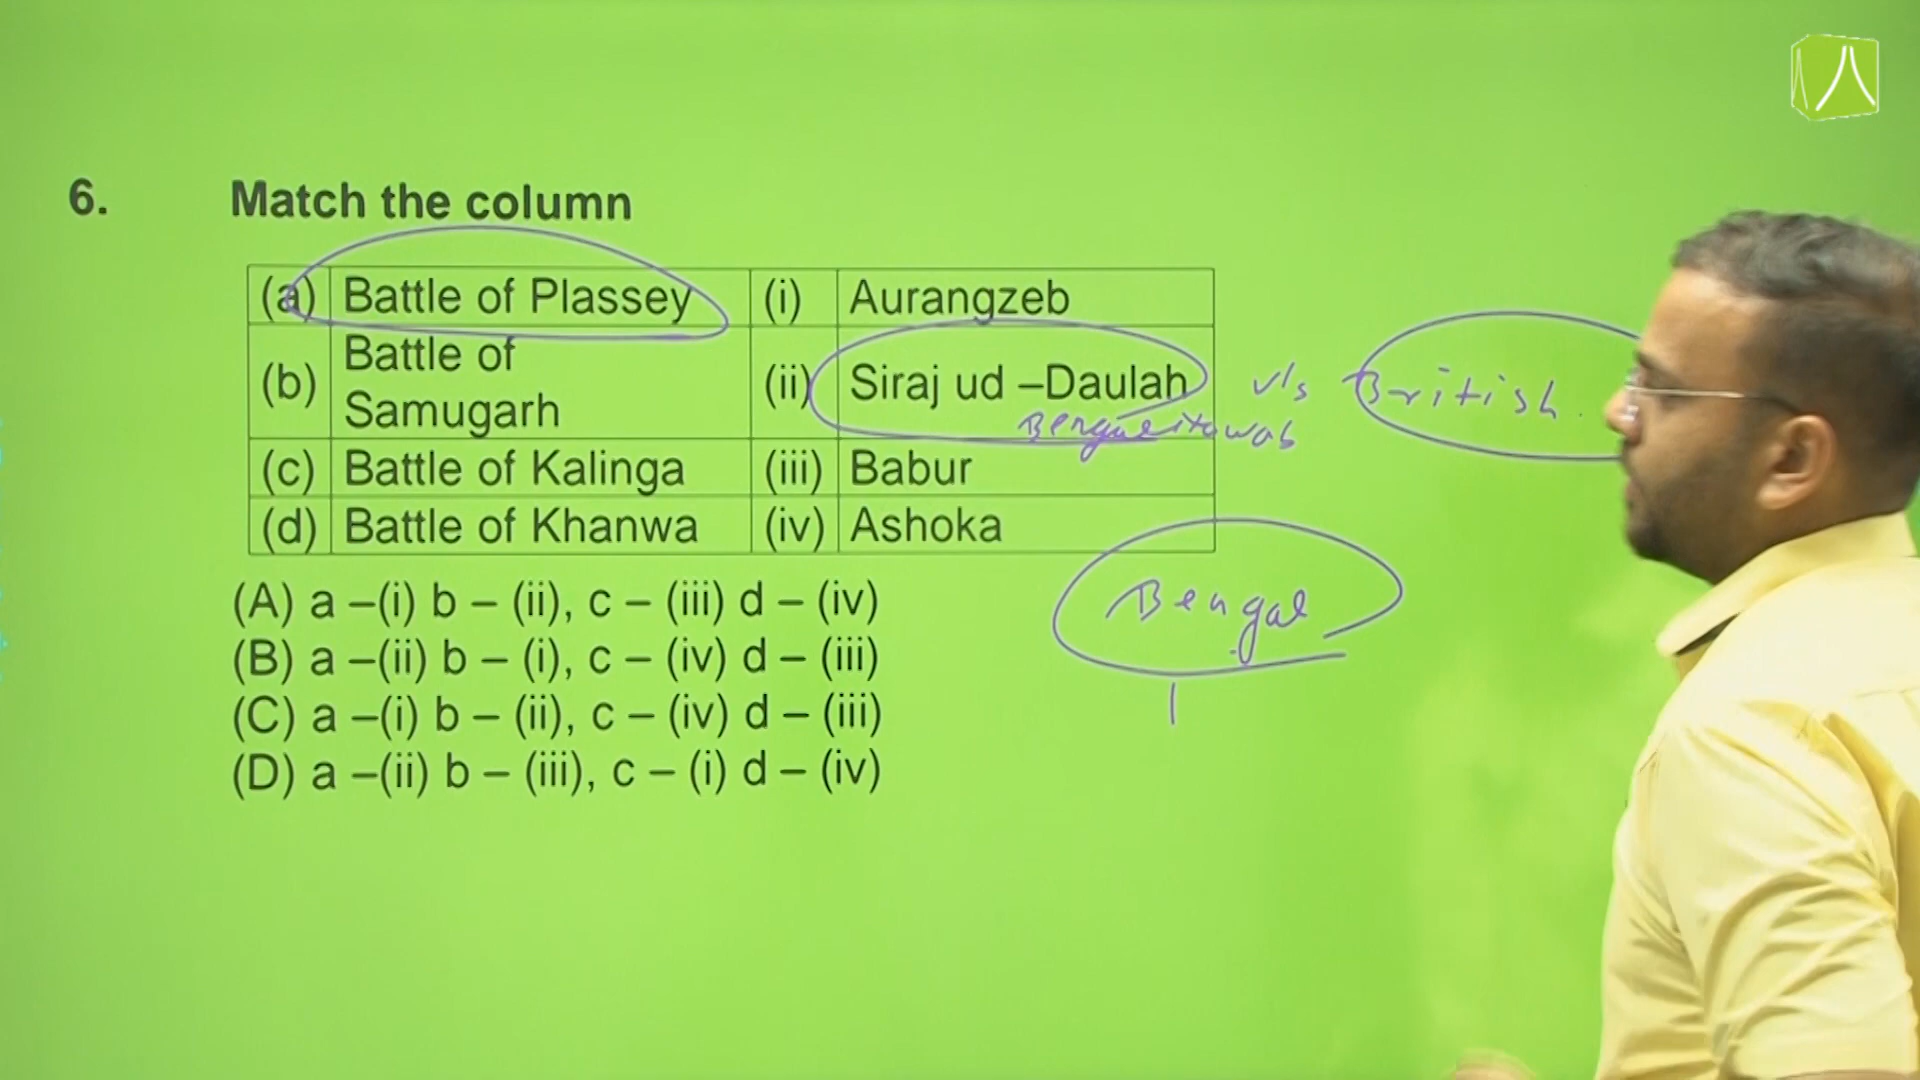 6. Match the column
(a) Battle of Plassey (i) Aurangzeb
(b) Battle of Samugarh (ii) Siraj ud –Daulah v/s British.
Bengal Nawab
(c) Battle of Kalinga (iii) Babur
(d) Battle of Khanwa (iv) Ashoka
(A) a –(i) b – (ii), c – (iii) d – (iv)
(B) a –(ii) b – (i), c – (iv) d – (iii)
(C) a –(i) b – (ii), c – (iv) d – (iii)
(D) a –(ii) b – (iii), c – (i) d – (iv)
Bengal